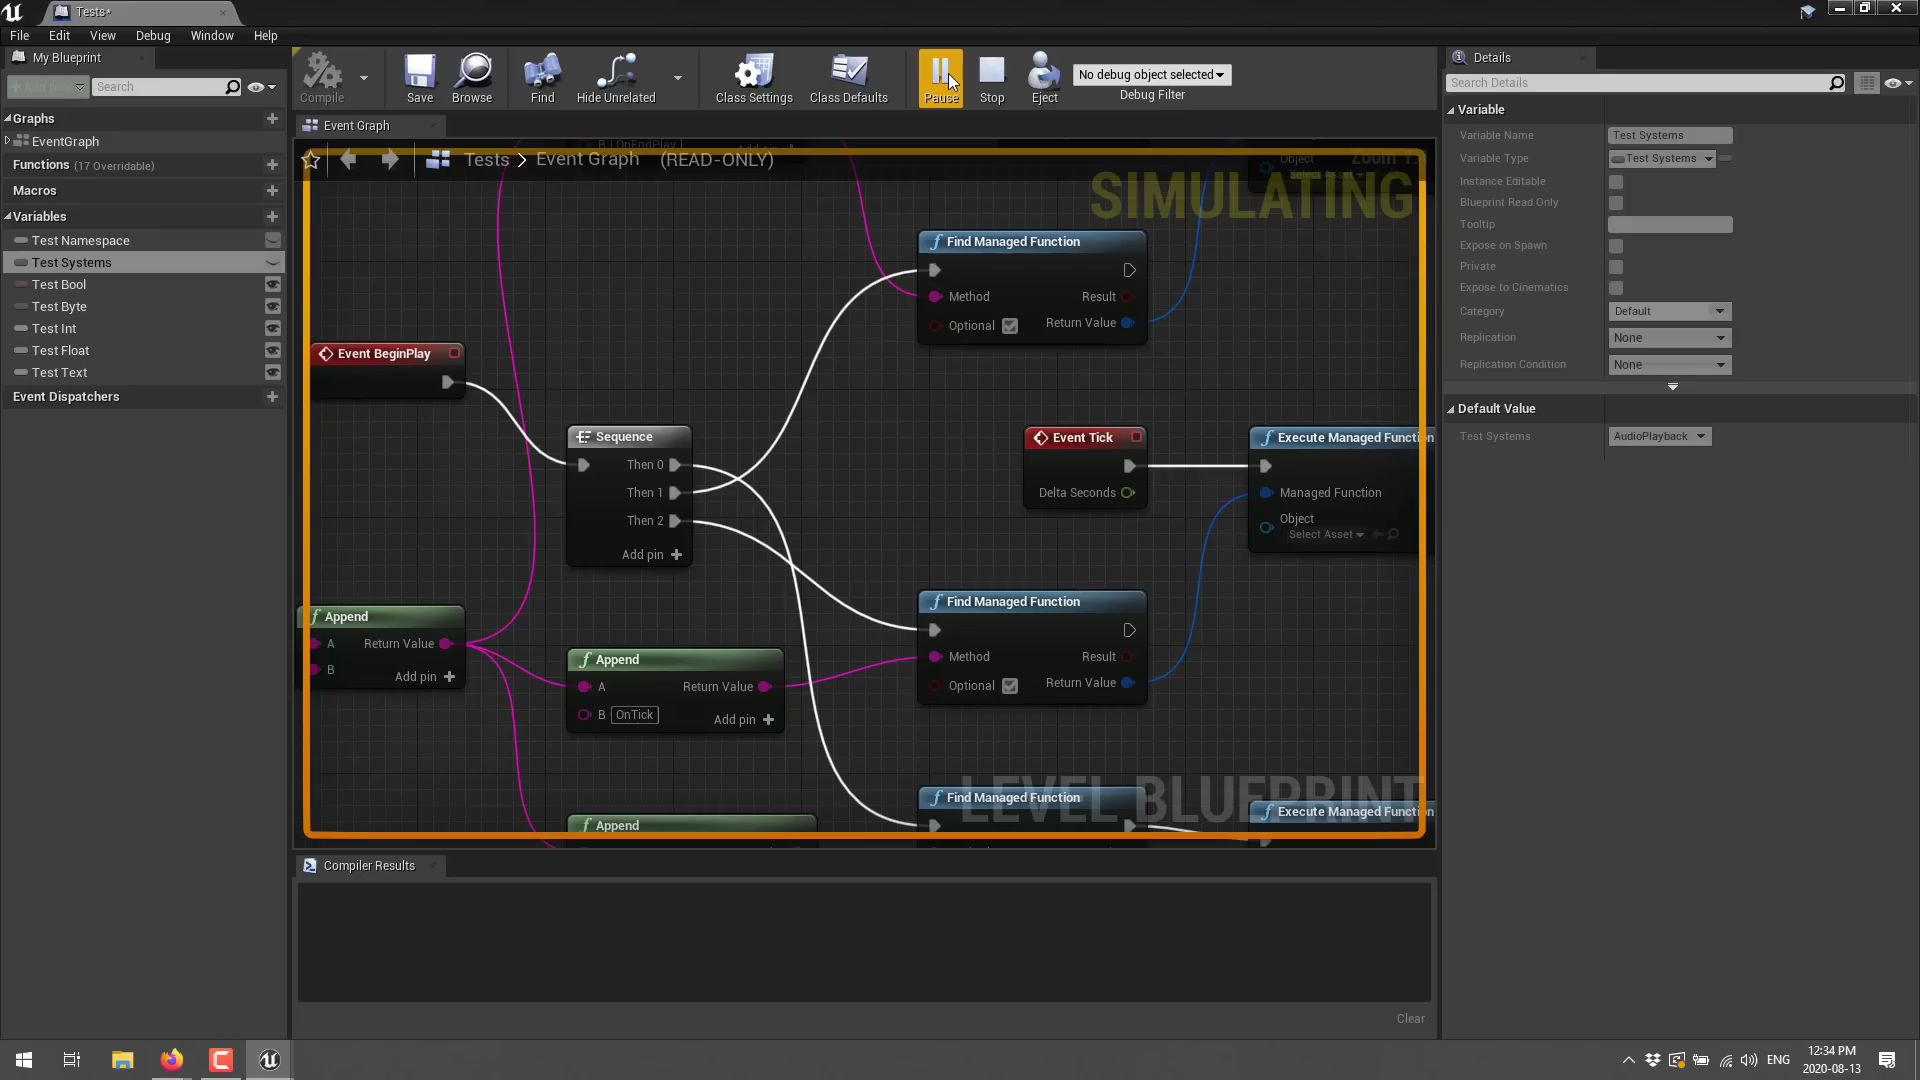 Tests*
File Edit View Debug Window Help
My Blueprint
Search
Graphs
EventGraph
Functions (17 Overridable)
Macros
Variables
Test Namespace
Test Systems
Test Bool
Test Byte
Test Int
Test Float
Test Text
Event Dispatchers
Compile
Save
Browse
Find
Hide Unrelated
Class Settings
Class Defaults
Pause
Stop
Eject
No debug object selected
Debug Filter
Event Graph
Tests > Event Graph (READ-ONLY)
SIMULATING
Object
Find Managed Function
Method
Result
Optional
Return Value
Event BeginPlay
Sequence
Then 0
Then 1
Then 2
Add pin
Event Tick
Delta Seconds
Execute Managed Function
Managed Function
Object
Select Asset
Append
A
Return Value
B
Add pin
Append
A
Return Value
B OnTick
Add pin
Find Managed Function
Method
Result
Optional
Return Value
Append
Find Managed Function
Execute Managed Function
LEVEL BLUEPRINT
Compiler Results
Clear
Details
Search Details
Variable
Variable Name Test Systems
Variable Type Test Systems
Instance Editable
Blueprint Read Only
Tooltip
Expose on Spawn
Private
Expose to Cinematics
Category Default
Replication None
Replication Condition None
Default Value
Test Systems AudioPlayback
ENG
12:34 PM
2020-08-13